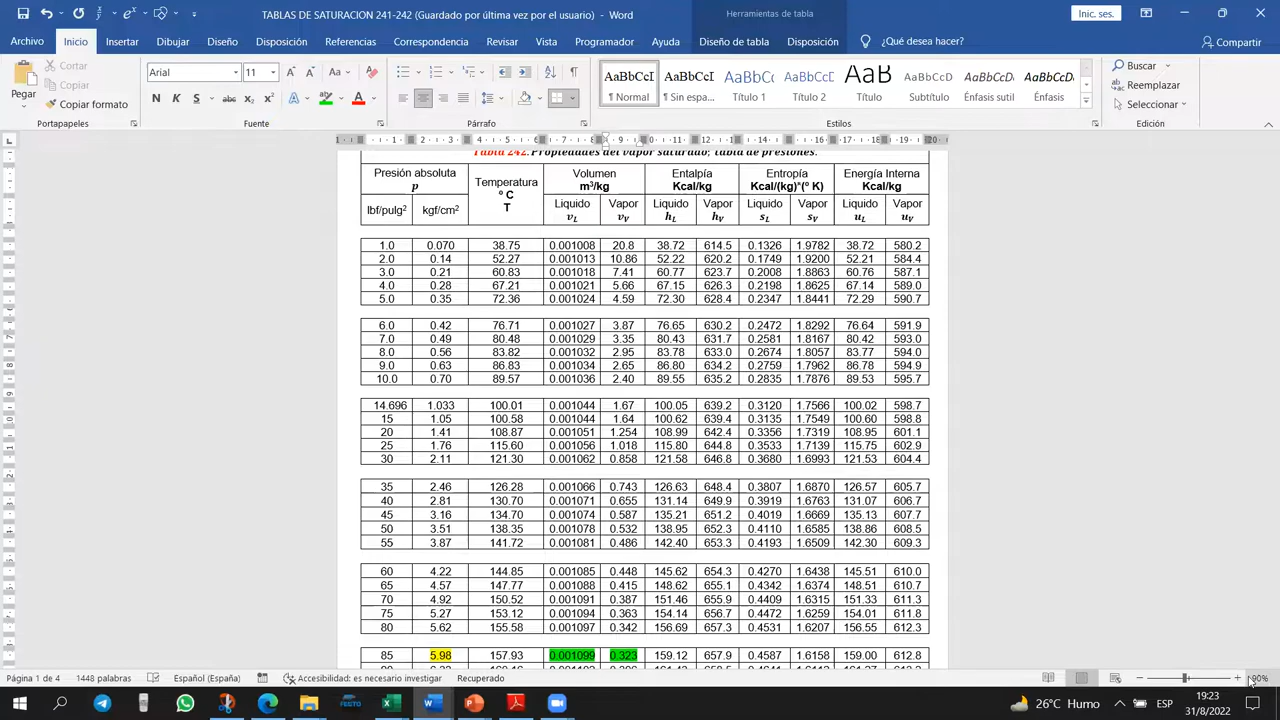 TABLAS DE SATURACION 241-242 (Guardado por última vez por el usuario) - Word
Herramientas de tabla
Inic. ses.
Archivo Inicio Insertar Dibujar Diseño Disposición Referencias Correspondencia Revisar Vista Programador Ayuda Diseño de tabla Disposición ¿Qué desea hacer? Compartir
Pegar
Cortar
Copiar
Copiar formato
Portapapeles
Arial 11
Fuente
Párrafo
AaBbCcI AaBbCcD AaBbCc AaBbCcI AaB AaBbCcD AaBbCcD AaBbCcD
¶ Normal ¶ Sin espa... Título 1 Título 2 Título Subtítulo Énfasis sutil Énfasis
Estilos
Buscar
Reemplazar
Seleccionar
Edición
Tabla 242. Propiedades del vapor saturado; tabla de presiones.
Presión absoluta p Temperatura º C T Volumen m³/kg Entalpía Kcal/kg Entropía Kcal/(kg)*(º K) Energía Interna Kcal/kg
lbf/pulg² kgf/cm² Liquido vL Vapor vV Liquido hL Vapor hV Liquido sL Vapor sV Liquido uL Vapor uV
1.0 0.070 38.75 0.001008 20.8 38.72 614.5 0.1326 1.9782 38.72 580.2
2.0 0.14 52.27 0.001013 10.86 52.22 620.2 0.1749 1.9200 52.21 584.4
3.0 0.21 60.83 0.001018 7.41 60.77 623.7 0.2008 1.8863 60.76 587.1
4.0 0.28 67.21 0.001021 5.66 67.15 626.3 0.2198 1.8625 67.14 589.0
5.0 0.35 72.36 0.001024 4.59 72.30 628.4 0.2347 1.8441 72.29 590.7
6.0 0.42 76.71 0.001027 3.87 76.65 630.2 0.2472 1.8292 76.64 591.9
7.0 0.49 80.48 0.001029 3.35 80.43 631.7 0.2581 1.8167 80.42 593.0
8.0 0.56 83.82 0.001032 2.95 83.78 633.0 0.2674 1.8057 83.77 594.0
9.0 0.63 86.83 0.001034 2.65 86.80 634.2 0.2759 1.7962 86.78 594.9
10.0 0.70 89.57 0.001036 2.40 89.55 635.2 0.2835 1.7876 89.53 595.7
14.696 1.033 100.01 0.001044 1.67 100.05 639.2 0.3120 1.7566 100.02 598.7
15 1.05 100.58 0.001044 1.64 100.62 639.4 0.3135 1.7549 100.60 598.8
20 1.41 108.87 0.001051 1.254 108.99 642.4 0.3356 1.7319 108.95 601.1
25 1.76 115.60 0.001056 1.018 115.80 644.8 0.3533 1.7139 115.75 602.9
30 2.11 121.30 0.001062 0.858 121.58 646.8 0.3680 1.6993 121.53 604.4
35 2.46 126.28 0.001066 0.743 126.63 648.4 0.3807 1.6870 126.57 605.7
40 2.81 130.70 0.001071 0.655 131.14 649.9 0.3919 1.6763 131.07 606.7
45 3.16 134.70 0.001074 0.587 135.21 651.2 0.4019 1.6669 135.13 607.7
50 3.51 138.35 0.001078 0.532 138.95 652.3 0.4110 1.6585 138.86 608.5
55 3.87 141.72 0.001081 0.486 142.40 653.3 0.4193 1.6509 142.30 609.3
60 4.22 144.85 0.001085 0.448 145.62 654.3 0.4270 1.6438 145.51 610.0
65 4.57 147.77 0.001088 0.415 148.62 655.1 0.4342 1.6374 148.51 610.7
70 4.92 150.52 0.001091 0.387 151.46 655.9 0.4409 1.6315 151.33 611.3
75 5.27 153.12 0.001094 0.363 154.14 656.7 0.4472 1.6259 154.01 611.8
80 5.62 155.58 0.001097 0.342 156.69 657.3 0.4531 1.6207 156.55 612.3
85 5.98 157.93 0.001099 0.323 159.12 657.9 0.4587 1.6158 159.00 612.8
Página 1 de 4 1448 palabras Español (España) Accesibilidad: es necesario investigar Recuperado
26°C Humo ESP
19:23
31/8/2022